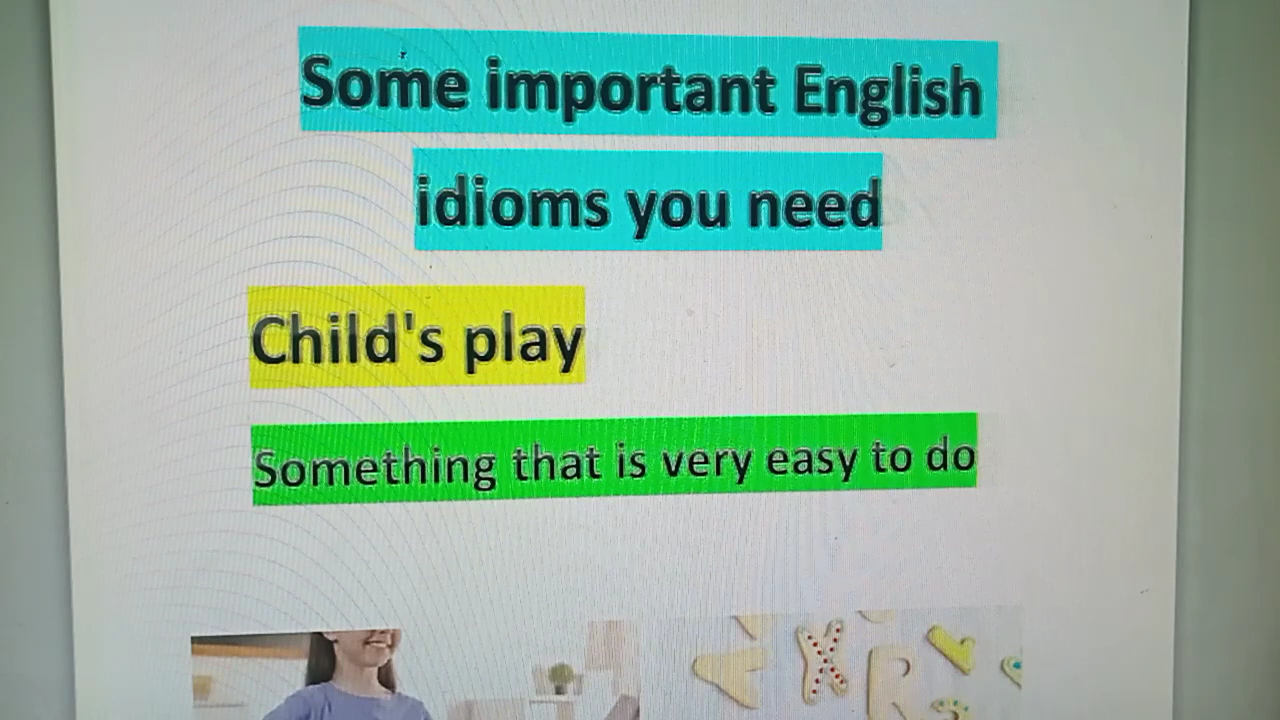 Some important English
idioms you need
Child's play
Something that is very easy to do